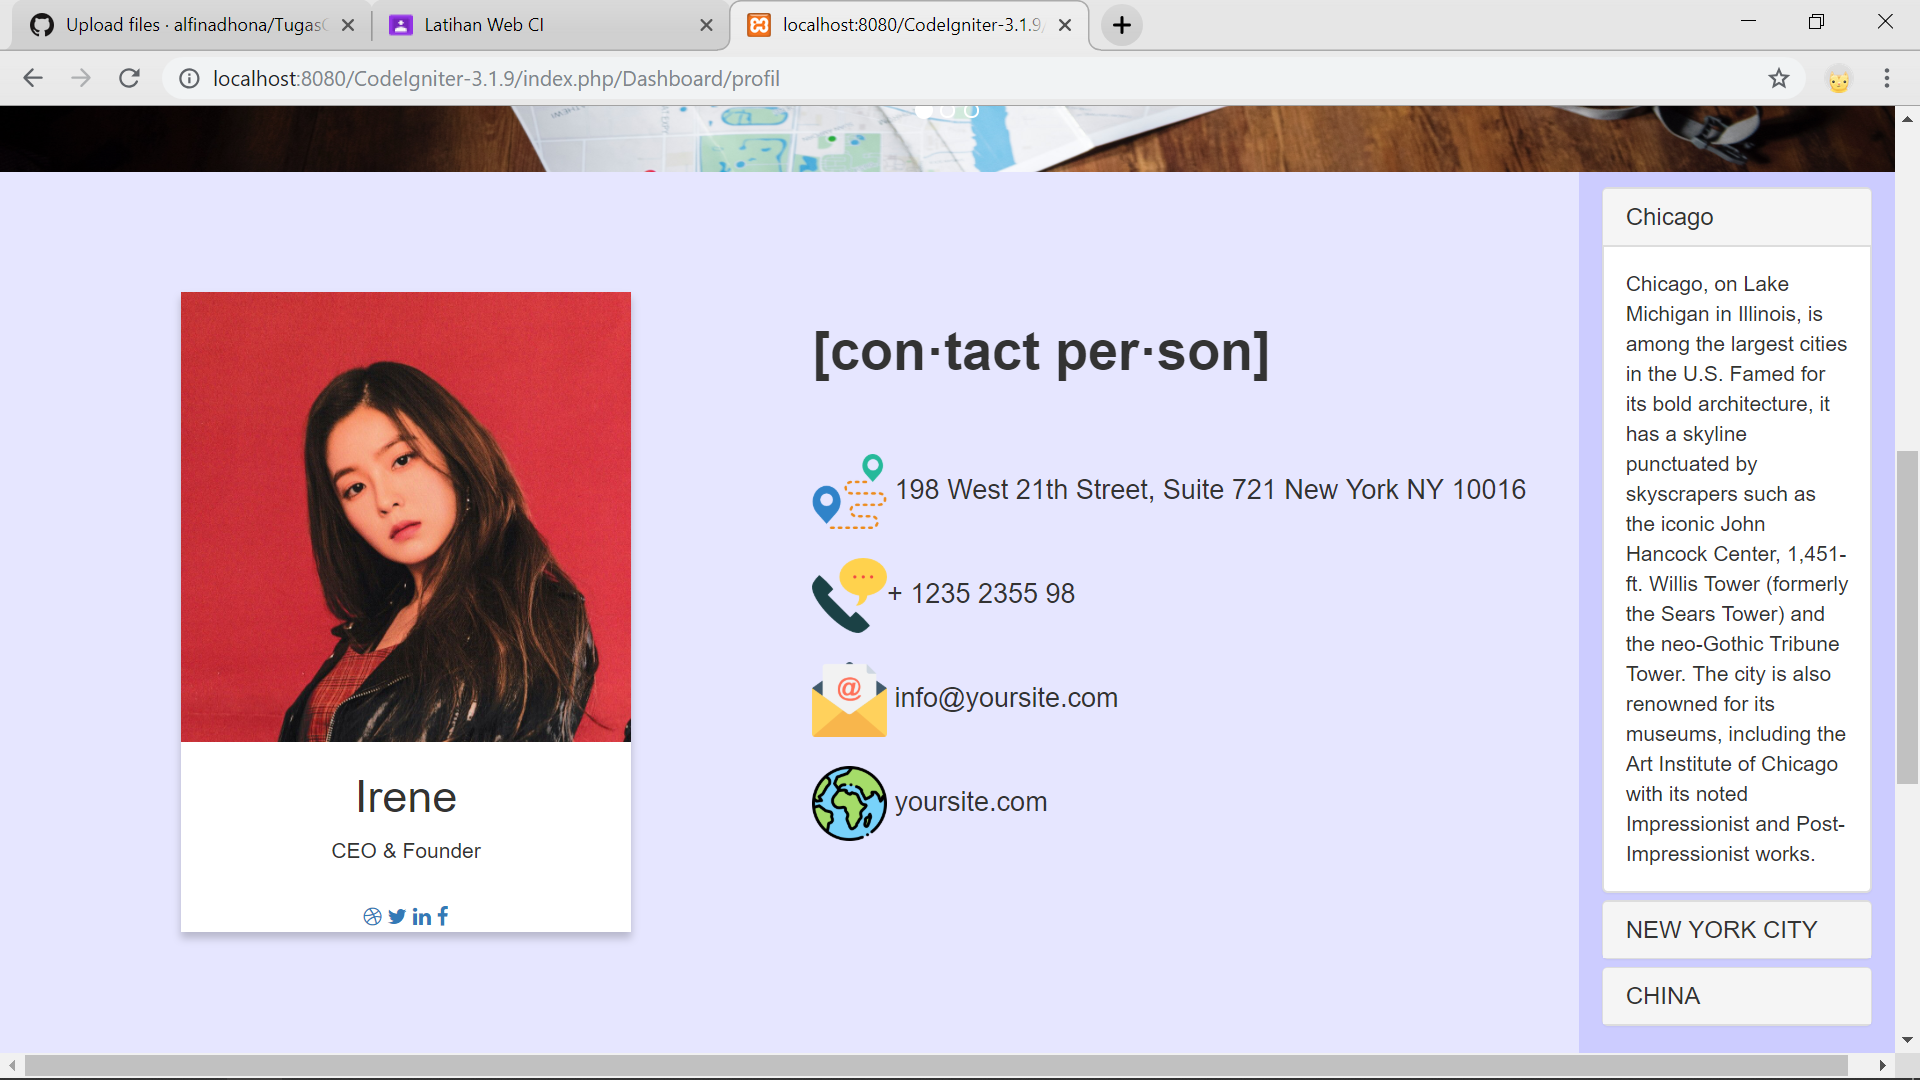 Upload files · alfinadhona/Tugas
Latihan Web CI
localhost:8080/CodeIgniter-3.1.9/
localhost:8080/CodeIgniter-3.1.9/index.php/Dashboard/profil
Irene
CEO & Founder
[con·tact per·son]
198 West 21th Street, Suite 721 New York NY 10016
+ 1235 2355 98
@
info@yoursite.com
yoursite.com
Chicago
Chicago, on Lake
Michigan in Illinois, is
among the largest cities
in the U.S. Famed for
its bold architecture, it
has a skyline
punctuated by
skyscrapers such as
the iconic John
Hancock Center, 1,451-
ft. Willis Tower (formerly
the Sears Tower) and
the neo-Gothic Tribune
Tower. The city is also
renowned for its
museums, including the
Art Institute of Chicago
with its noted
Impressionist and Post-
Impressionist works.
NEW YORK CITY
CHINA